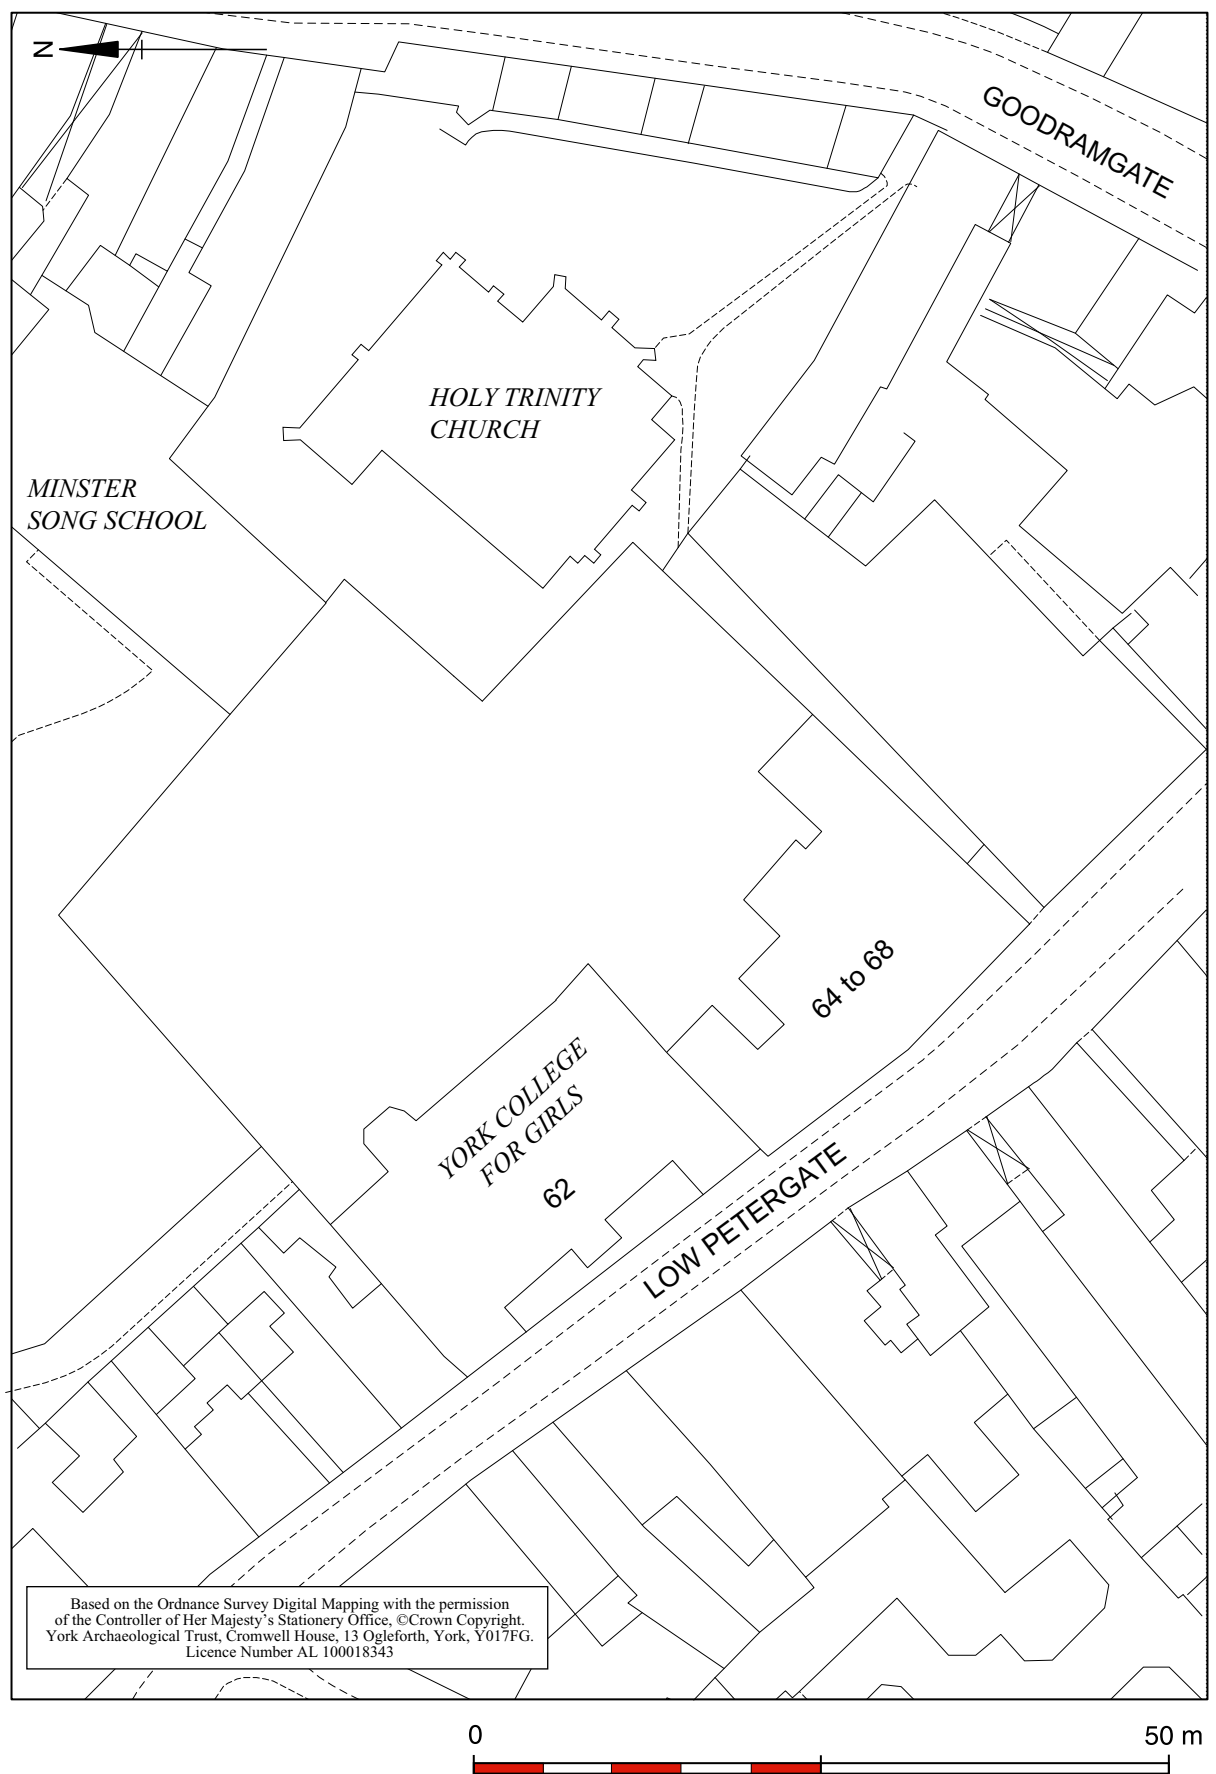 N
GOODRAMGATE
HOLY TRINITY
CHURCH
MINSTER
SONG SCHOOL
64 to 68
YORK COLLEGE
FOR GIRLS
62
LOW PETERGATE
Based on the Ordnance Survey Digital Mapping with the permission
of the Controller of Her Majesty's Stationery Office, ©Crown Copyright.
York Archaeological Trust, Cromwell House, 13 Ogleforth, York, Y017FG.
Licence Number AL 100018343
0 50 m